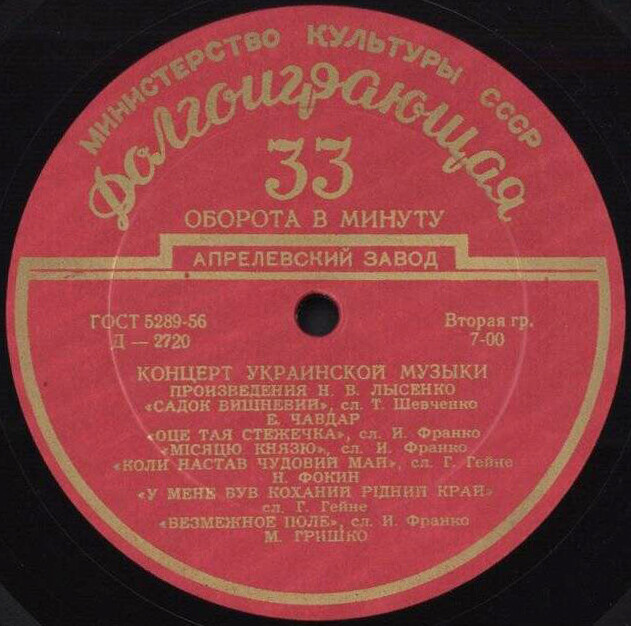 МИНИСТЕРСТВО КУЛЬТУРЫ СССР
Долгоиграющая
33
ОБОРОТА В МИНУТУ
АПРЕЛЕВСКИЙ ЗАВОД
ГОСТ 5289-56 Вторая гр.
Д — 2720 7-00
КОНЦЕРТ УКРАИНСКОЙ МУЗЫКИ
ПРОИЗВЕДЕНИЯ Н. В. ЛЫСЕНКО
«САДОК ВИШНЕВИЙ», сл. Т. Шевченко
Е. ЧАВДАР
«ОЦЕ ТАЯ СТЕЖЕЧКА», сл. И. Франко
«МІСЯЦЮ КНЯЗЮ», сл. И. Франко
«КОЛИ НАСТАВ ЧУДОВИЙ МАЙ», сл. Г. Гейне
Н. ФОКИН
«У МЕНЕ БУВ КОХАНИЙ РІДНИЙ КРАЙ»
сл. Г. Гейне
«БЕЗМЕЖНОЕ ПОЛЕ», сл. И. Франко
М. ГРИШКО